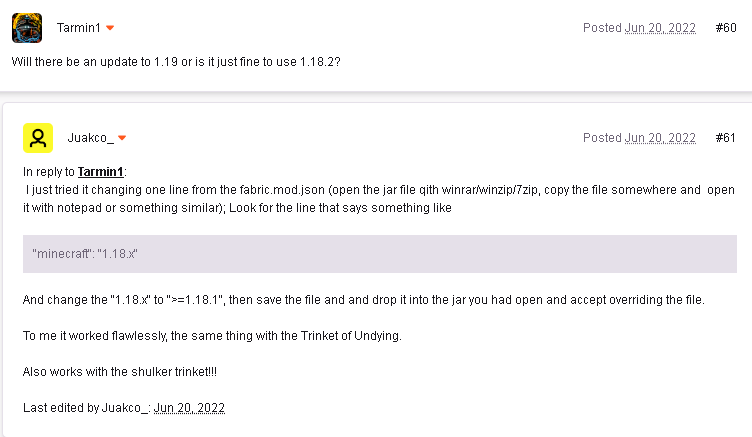 Tarmin1 Posted Jun 20, 2022 #60
Will there be an update to 1.19 or is it just fine to use 1.18.2?
Juakco_ Posted Jun 20, 2022 #61
In reply to Tarmin1:
I just tried it changing one line from the fabric.mod.json (open the jar file qith winrar/winzip/7zip, copy the file somewhere and open
it with notepad or something similar); Look for the line that says something like
"minecraft": "1.18.x"
And change the "1.18.x" to ">=1.18.1", then save the file and and drop it into the jar you had open and accept overriding the file.
To me it worked flawlessly, the same thing with the Trinket of Undying.
Also works with the shulker trinket!!!
Last edited by Juakco_: Jun 20, 2022